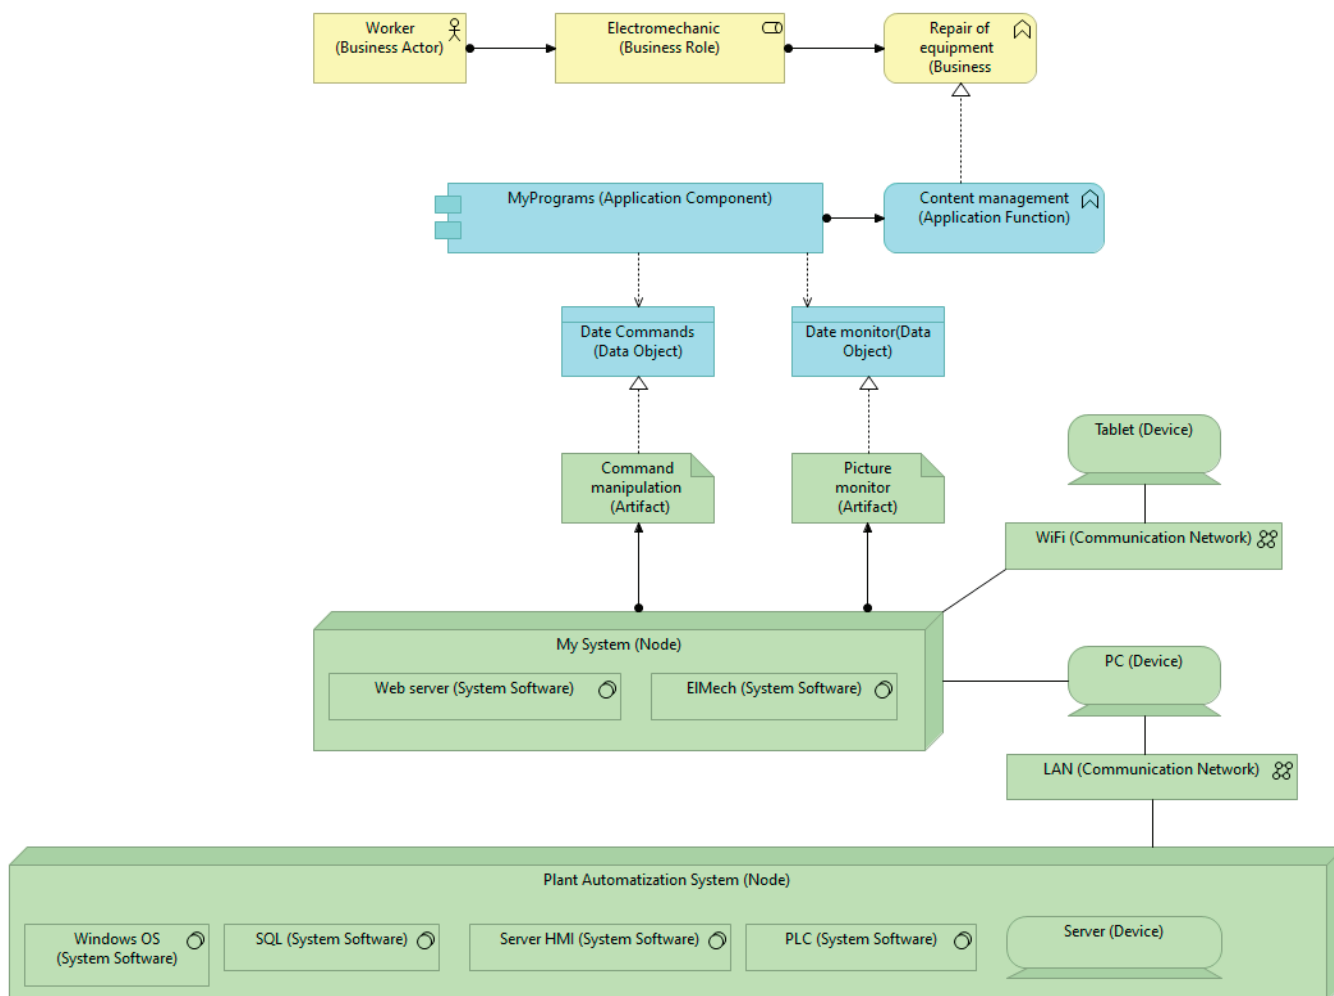 Worker
(Business Actor)
Electromechanic
(Business Role)
Repair of
equipment
(Business
MyPrograms (Application Component)
Content management
(Application Function)
Date Commands
(Data Object)
Date monitor(Data
Object)
Tablet (Device)
Command
manipulation
(Artifact)
Picture
monitor
(Artifact)
WiFi (Communication Network)
My System (Node)
Web server (System Software)
ElMech (System Software)
PC (Device)
LAN (Communication Network)
Plant Automatization System (Node)
Windows OS
(System Software)
SQL (System Software)
Server HMI (System Software)
PLC (System Software)
Server (Device)